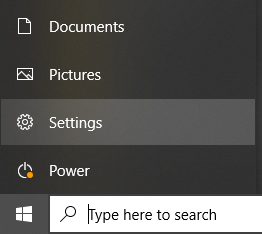 Documents
Pictures
Settings
Power
Type here to search